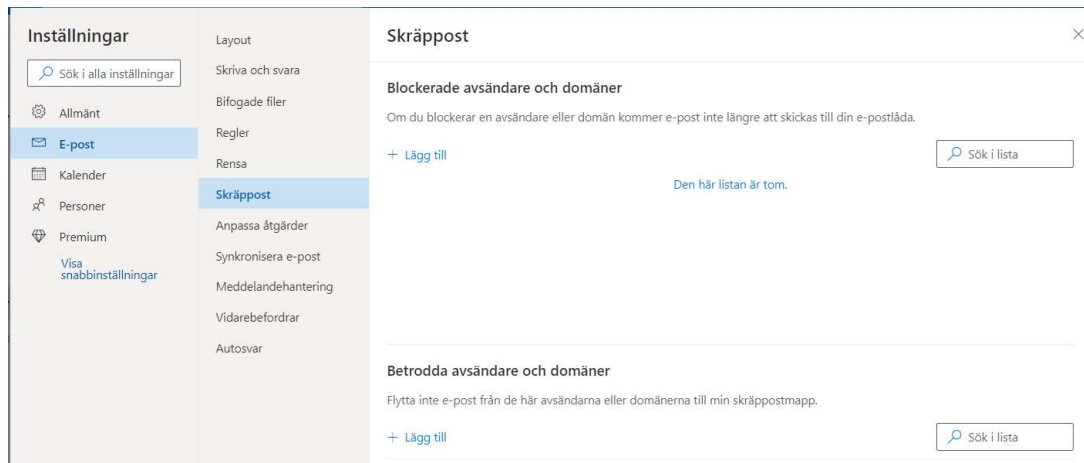 Inställningar
Sök i alla inställningar
Allmänt
E-post
Kalender
Personer
Premium
Visa
snabbinställningar
Layout
Skriva och svara
Bifogade filer
Regler
Rensa
Skräppost
Anpassa åtgärder
Synkronisera e-post
Meddelandehantering
Vidarebefordrar
Autosvar
Skräppost
Blockerade avsändare och domäner
Om du blockerar en avsändare eller domän kommer e-post inte längre att skickas till din e-postlåda.
+ Lägg till
Sök i lista
Den här listan är tom.
Betrodda avsändare och domäner
Flytta inte e-post från de här avsändarna eller domänerna till min skräppostmapp.
+ Lägg till
Sök i lista